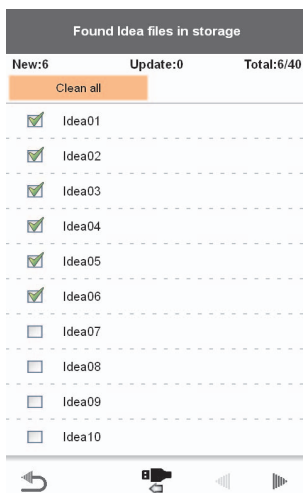 Found Idea files in storage
New:6 Update:0 Total:6/40
Clean all
Idea01
Idea02
Idea03
Idea04
Idea05
Idea06
Idea07
Idea08
Idea09
Idea10